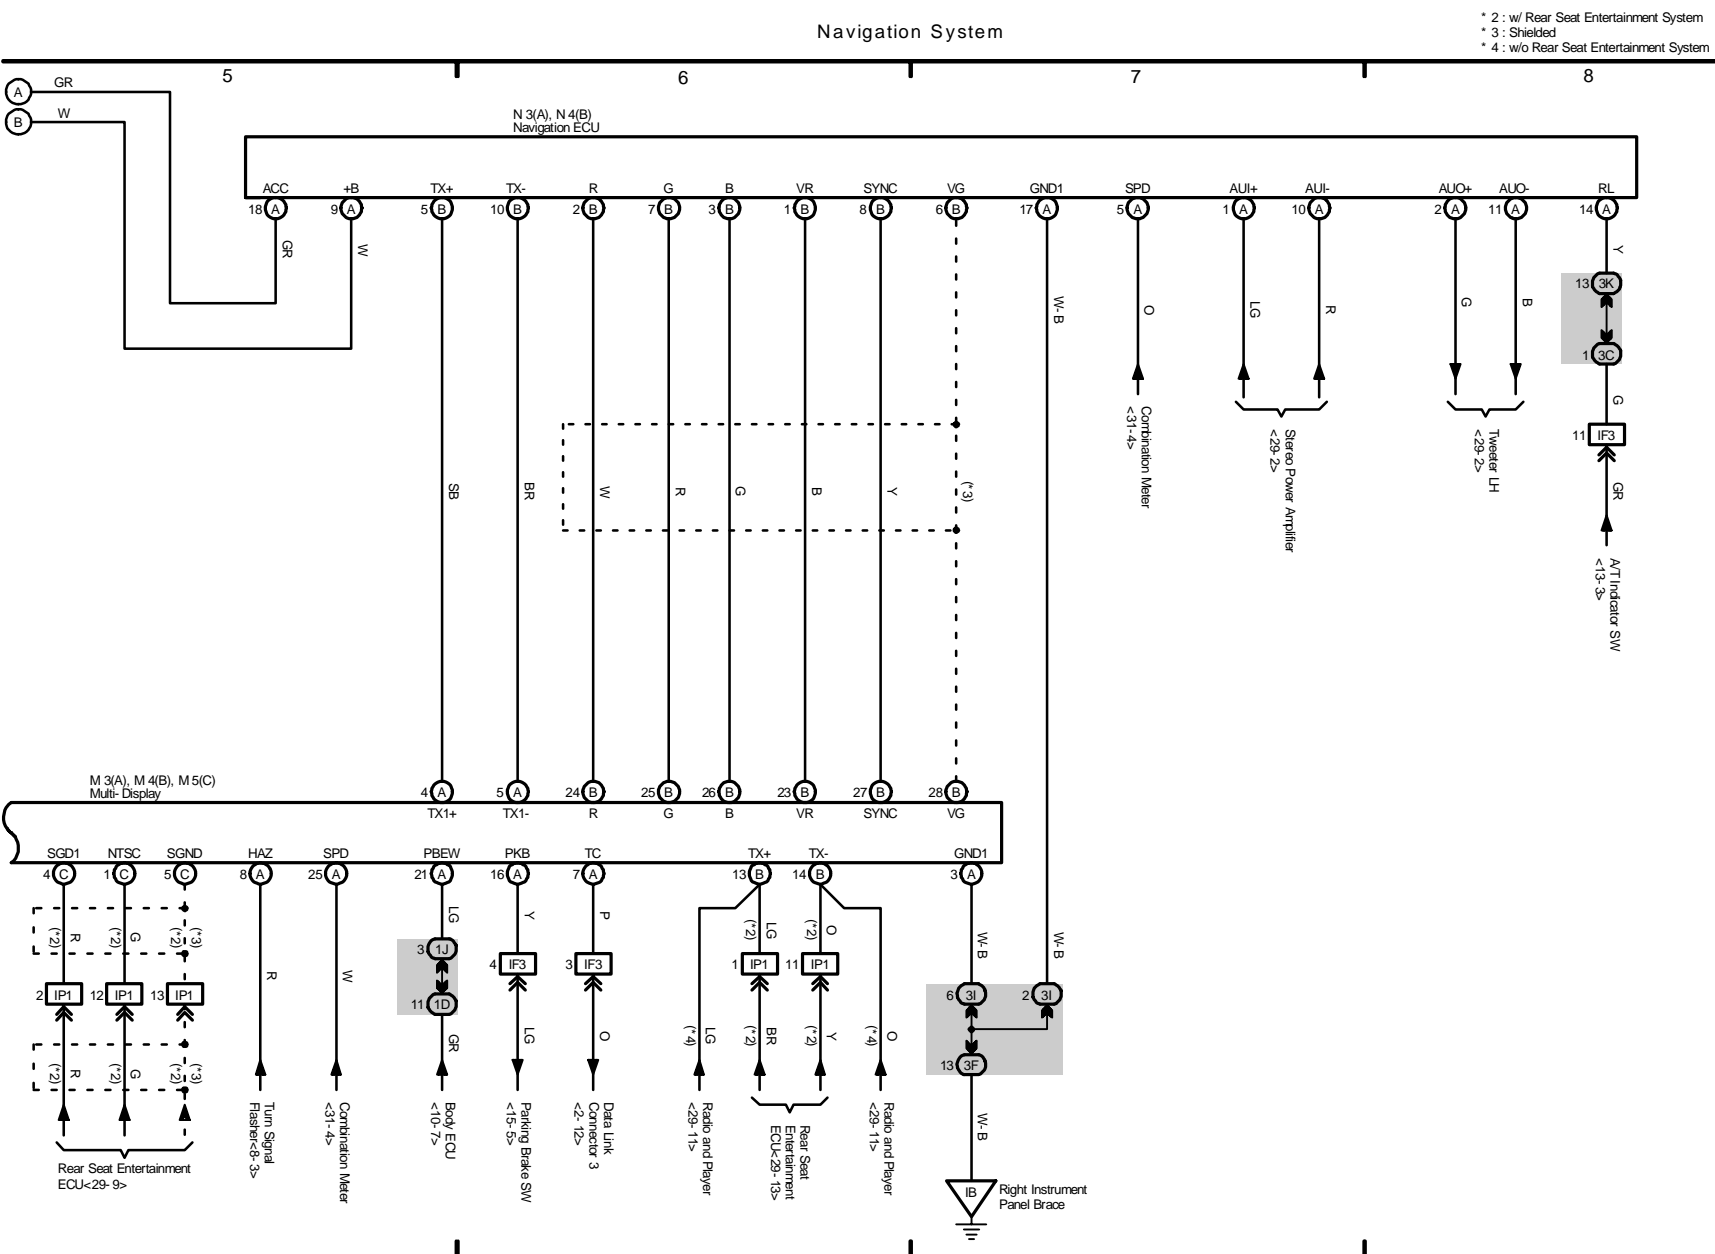 Navigation System
* 2 : w/ Rear Seat Entertainment System
* 3 : Shielded
* 4 : w/o Rear Seat Entertainment System
5 6 7 8
A GR
B W
N 3(A), N 4(B)
Navigation ECU
ACC +B TX+ TX- R G B VR SYNC VG GND1 SPD AUI+ AUI- AUO+ AUO- RL
18 A 9 A 5 B 10 B 2 B 7 B 3 B 1 B 8 B 6 B 17 A 5 A 1 A 10 A 2 A 11 A 14 A
GR W Y
13 3K
W-B O LG R G B
1 3C
G
11 IF3
Combination Meter
<31-4>
Stereo Power Amplifier
<29-2>
Tweeter LH
<29-2>
SB BR W R G B Y (*3) GR
A/T Indicator SW
<13-3>
M 3(A), M 4(B), M 5(C)
Multi-Display
4 A 5 A 24 B 25 B 26 B 23 B 27 B 28 B
TX1+ TX1- R G B VR SYNC VG
SGD1 NTSC SGND HAZ SPD PBEW PKB TC TX+ TX- GND1
4 C 1 C 5 C 8 A 25 A 21 A 16 A 7 A 13 B 14 B 3 A
(*2) R (*2) G (*2) (*3) LG Y P (*2) LG (*2) O W-B W-B
3 1J
4 IF3 3 IF3 1 IP1 11 IP1
R W
2 IP1 12 IP1 13 IP1 11 1D 6 3I 2 3I
GR LG O (*4) LG (*2) BR (*2) Y (*4) O
(*2) R (*2) G (*2) (*3) 13 3F
Turn Signal
Flasher<8-3>
Combination Meter
<31-4>
Body ECU
<10-7>
Parking Brake SW
<15-5>
Data Link
Connector 3
<2-12>
Radio and Player
<29-11>
Rear Seat
Entertainment
ECU<29-13>
Radio and Player
<29-11>
W-B
Rear Seat Entertainment
ECU<29-9>
IB
Right Instrument
Panel Brace